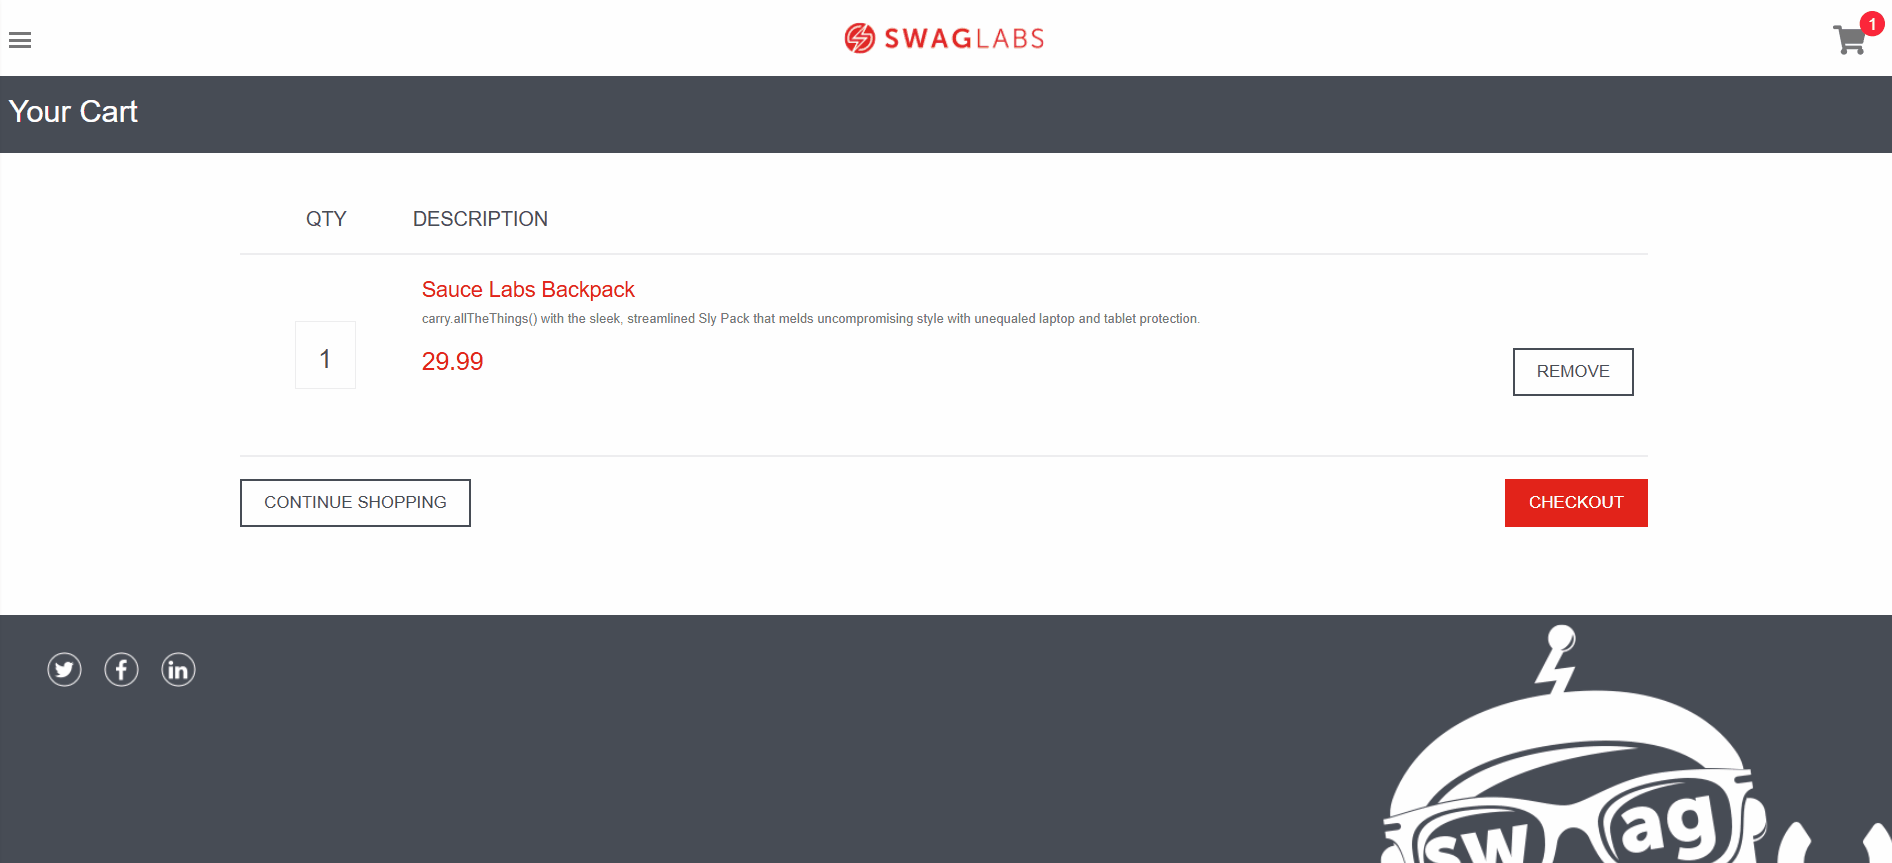 SWAGLABS
1
Your Cart
QTY DESCRIPTION
Sauce Labs Backpack
carry.allTheThings() with the sleek, streamlined Sly Pack that melds uncompromising style with unequaled laptop and tablet protection.
1
29.99
REMOVE
CONTINUE SHOPPING CHECKOUT
f in
sw ag